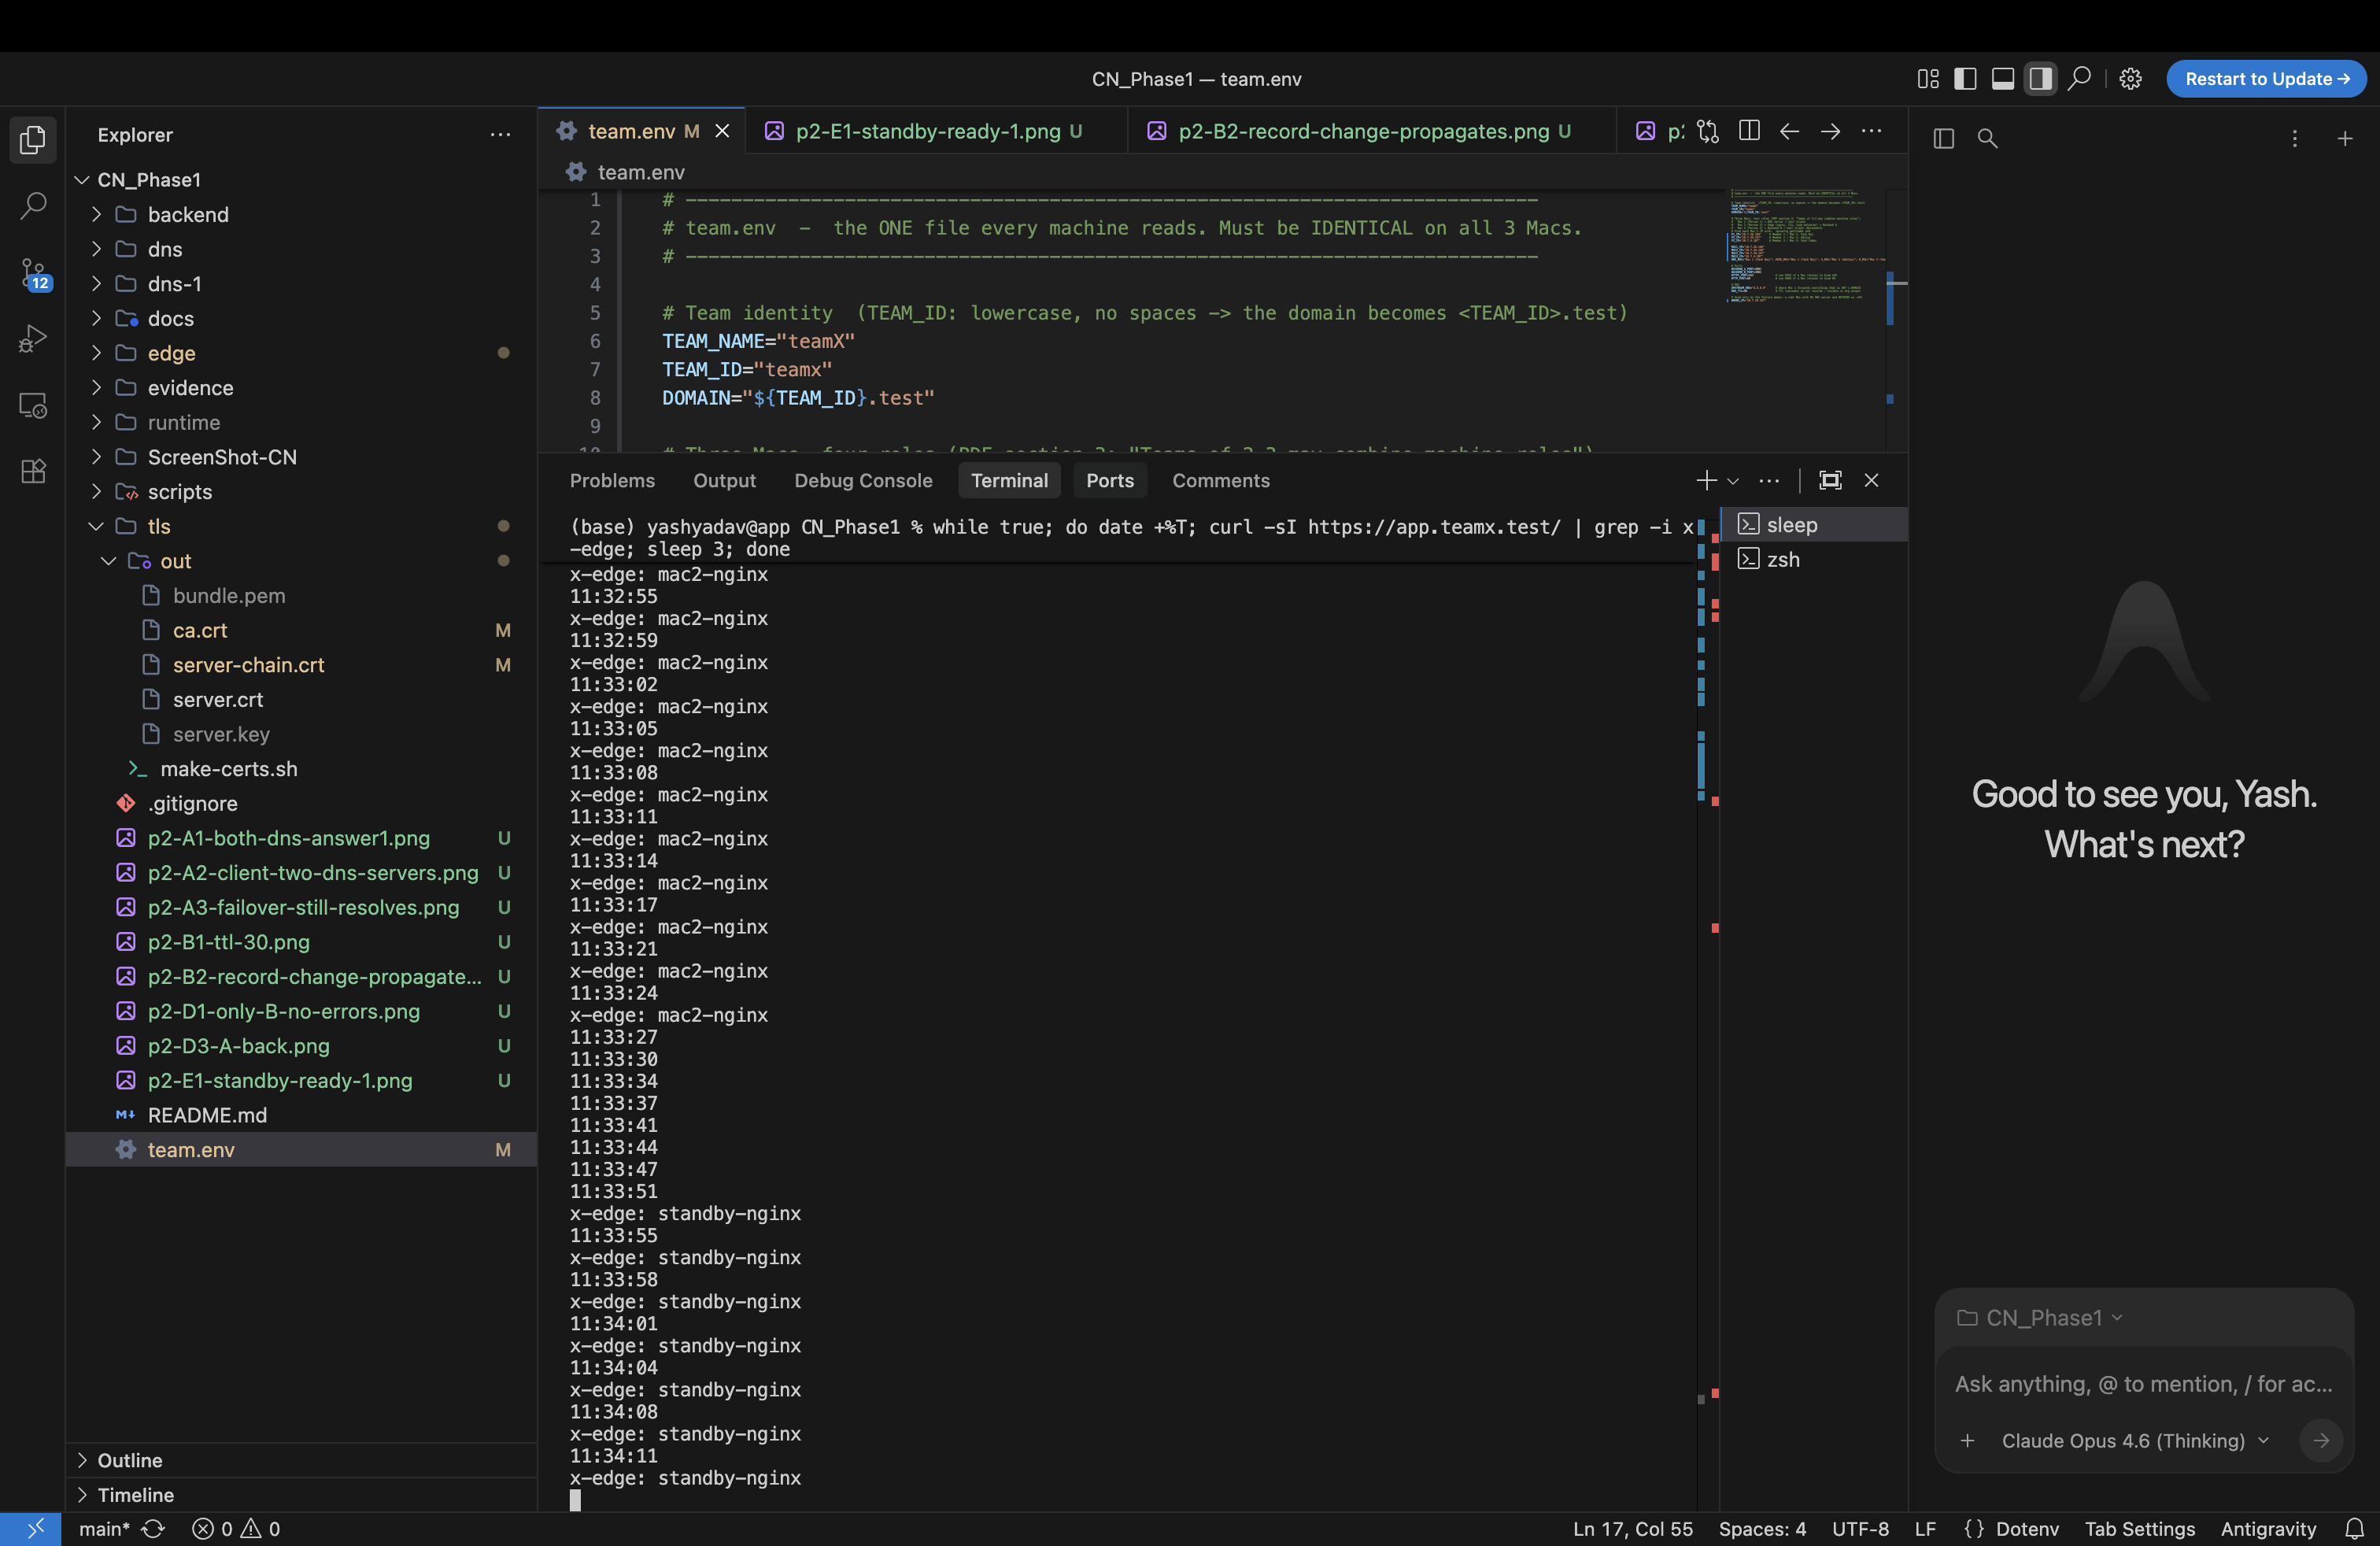 CN_Phase1 — team.env
Restart to Update →
Explorer
CN_Phase1
backend
dns
dns-1
docs
edge
evidence
runtime
ScreenShot-CN
scripts
tls
out
bundle.pem
ca.crt M
server-chain.crt M
server.crt
server.key
make-certs.sh
.gitignore
p2-A1-both-dns-answer1.png U
p2-A2-client-two-dns-servers.png U
p2-A3-failover-still-resolves.png U
p2-B1-ttl-30.png U
p2-B2-record-change-propagate... U
p2-D1-only-B-no-errors.png U
p2-D3-A-back.png U
p2-E1-standby-ready-1.png U
README.md
team.env M
Outline
Timeline
12
team.env M
p2-E1-standby-ready-1.png U
p2-B2-record-change-propagates.png U
team.env
1 # ----------------------------------------------------------------------------
2 # team.env – the ONE file every machine reads. Must be IDENTICAL on all 3 Macs.
3 # ----------------------------------------------------------------------------
4
5 # Team identity (TEAM_ID: lowercase, no spaces -> the domain becomes <TEAM_ID>.test)
6 TEAM_NAME="teamX"
7 TEAM_ID="teamx"
8 DOMAIN="${TEAM_ID}.test"
9
Problems Output Debug Console Terminal Ports Comments
(base) yashyadav@app CN_Phase1 % while true; do date +%T; curl -sI https://app.teamx.test/ | grep -i x
-edge; sleep 3; done
x-edge: mac2-nginx
11:32:55
x-edge: mac2-nginx
11:32:59
x-edge: mac2-nginx
11:33:02
x-edge: mac2-nginx
11:33:05
x-edge: mac2-nginx
11:33:08
x-edge: mac2-nginx
11:33:11
x-edge: mac2-nginx
11:33:14
x-edge: mac2-nginx
11:33:17
x-edge: mac2-nginx
11:33:21
x-edge: mac2-nginx
11:33:24
x-edge: mac2-nginx
11:33:27
11:33:30
11:33:34
11:33:37
11:33:41
11:33:44
11:33:47
11:33:51
x-edge: standby-nginx
11:33:55
x-edge: standby-nginx
11:33:58
x-edge: standby-nginx
11:34:01
x-edge: standby-nginx
11:34:04
x-edge: standby-nginx
11:34:08
x-edge: standby-nginx
11:34:11
x-edge: standby-nginx
sleep
zsh
Good to see you, Yash.
What's next?
CN_Phase1
Ask anything, @ to mention, / for ac...
Claude Opus 4.6 (Thinking)
main* 0 0
Ln 17, Col 55 Spaces: 4 UTF-8 LF {} Dotenv Tab Settings Antigravity